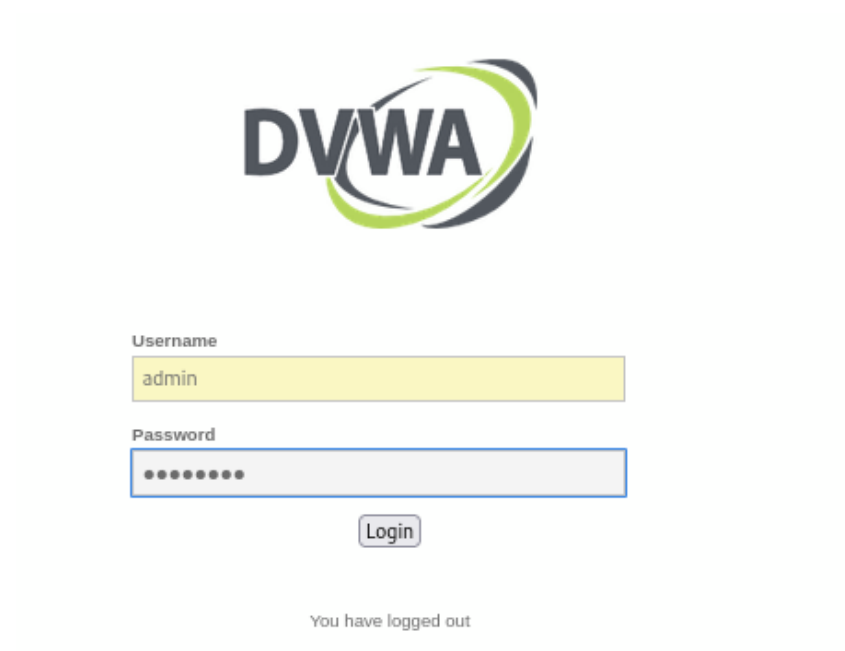 DVWA
Username
admin
Password
••••••••
Login
You have logged out